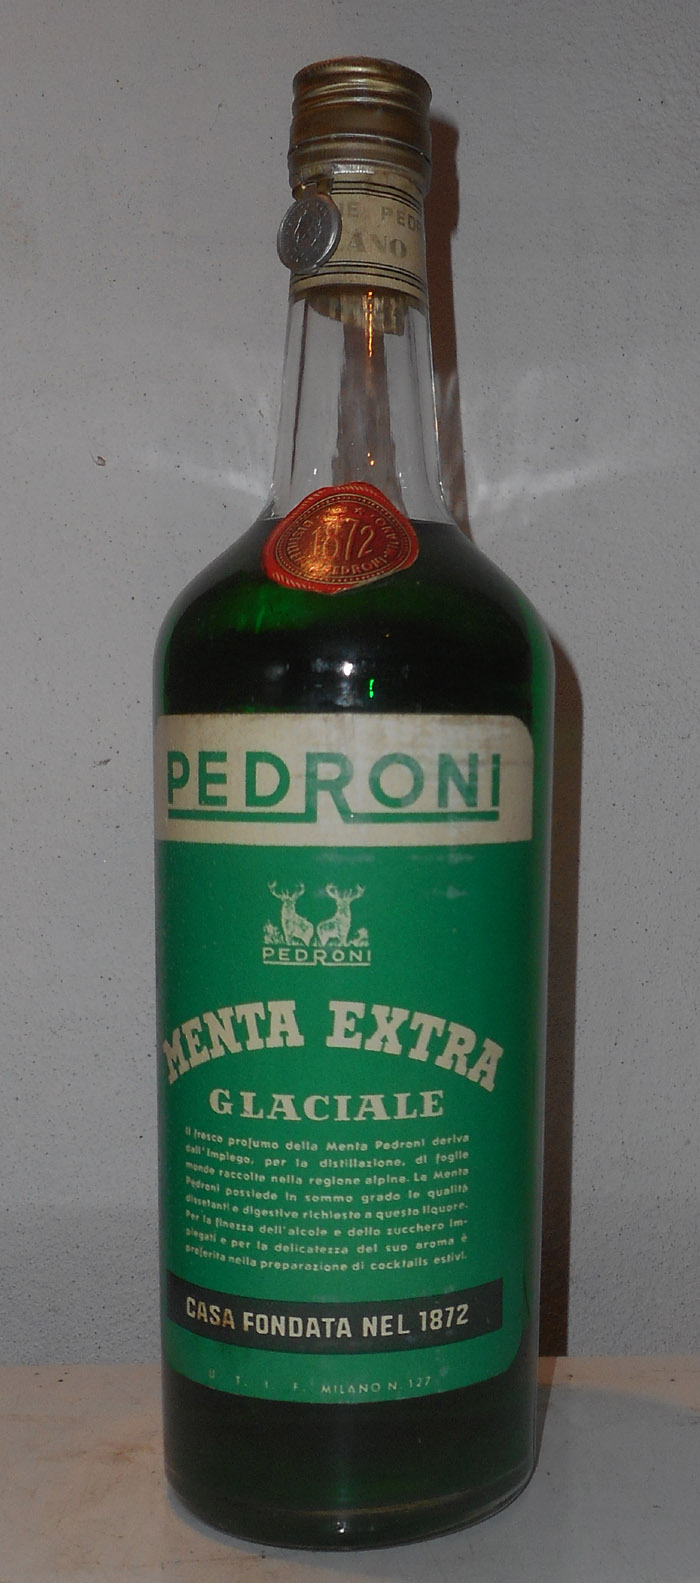 PED
ANO
1872
PEDRONI
PEDRONI
PEDRONI
MENTA EXTRA
GLACIALE
Il fresco profumo della Menta Pedroni deriva
dall'impiego, per la distillazione, di foglie
monde raccolte nella regione alpina. La Menta
Pedroni possiede in sommo grado le qualità
dissetanti e digestive richieste a questo liquore.
Per la finezza dell'alcole e dello zucchero im-
piegati e per la delicatezza del suo aroma è
preferita nella preparazione di cocktails estivi.
CASA FONDATA NEL 1872
U. T. I. F. MILANO N. 127